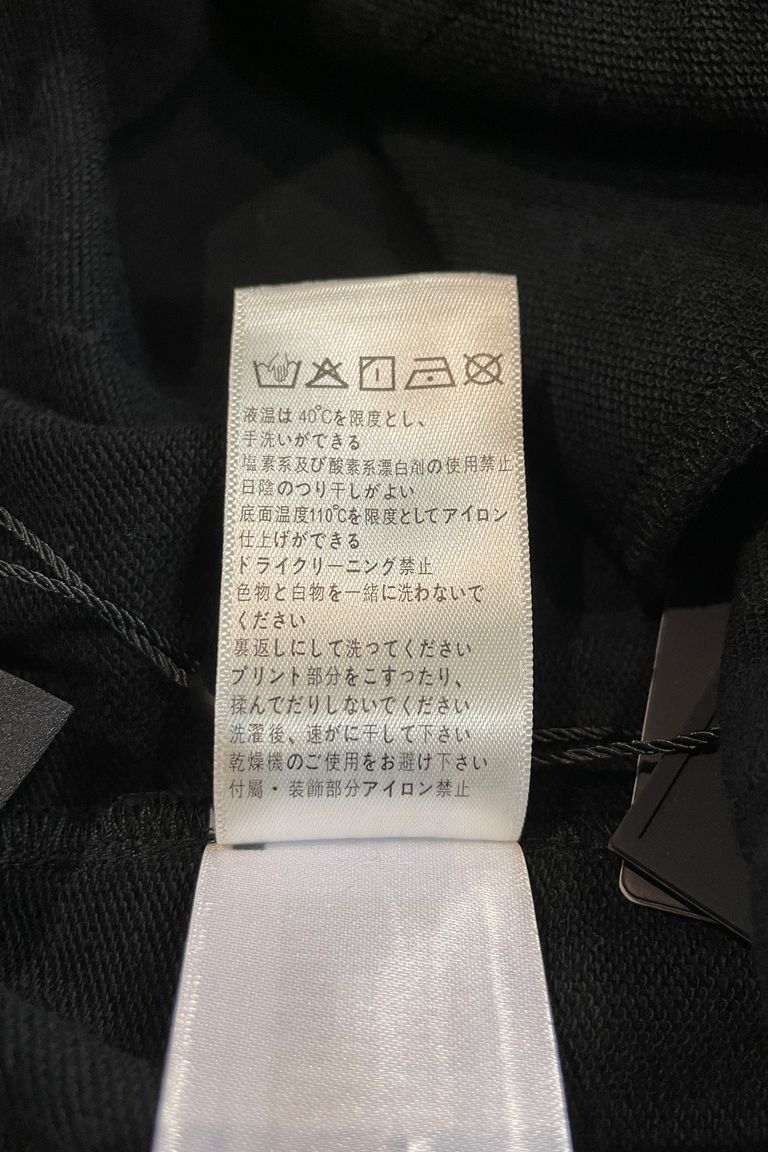 液温は 40℃を限度とし、
手洗いができる
塩素系及び酸素系漂白剤の使用禁止
日陰のつり干しがよい
底面温度110℃を限度としてアイロン
仕上げができる
ドライクリーニング禁止
色物と白物を一緒に洗わないで
ください
裏返しにして洗ってください
プリント部分をこすったり、
揉んでだりしないでください
洗濯後、速がに干して下さい
乾燥機のご使用をお避け下さい
付屬・装飾部分アイロン禁止